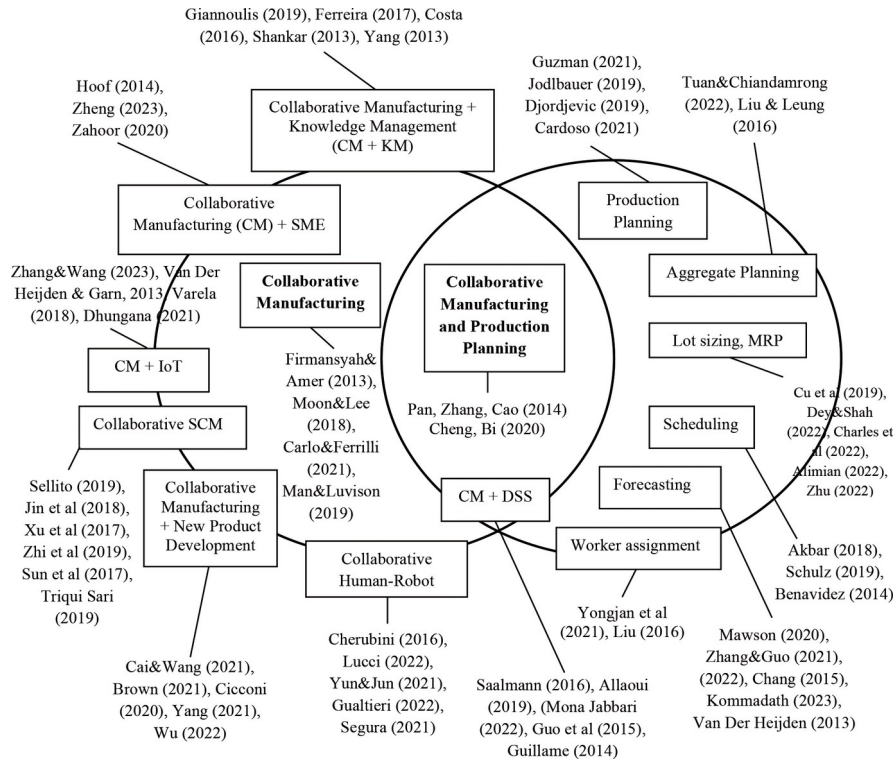 Giannoulis (2019), Ferreira (2017), Costa
(2016), Shankar (2013), Yang (2013)
Hoof (2014),
Zheng (2023),
Zahoor (2020)
Collaborative Manufacturing +
Knowledge Management
(CM + KM)
Guzman (2021),
Jodlbauer (2019),
Djordjevic (2019),
Cardoso (2021)
Tuan&Chiandamrong
(2022), Liu & Leung
(2016)
Collaborative
Manufacturing (CM) + SME
Production
Planning
Zhang&Wang (2023), Van Der
Heijden & Garn, 2013, Varela
(2018), Dhungana (2021)
Collaborative
Manufacturing
Collaborative
Manufacturing
and Production
Planning
Aggregate Planning
Lot sizing, MRP
CM + IoT
Firmansyah&
Amer (2013),
Moon&Lee
(2018),
Carlo&Ferrilli
(2021),
Man&Luvison
(2019)
Pan, Zhang, Cao (2014)
Cheng, Bi (2020)
Cu et al (2019),
Dey&Shah
(2022), Charles et
al (2022),
Alimian (2022),
Zhu (2022)
Collaborative SCM
Scheduling
Sellito (2019),
Jin et al (2018),
Xu et al (2017),
Zhi et al (2019),
Sun et al (2017),
Triqui Sari
(2019)
Collaborative
Manufacturing
+ New Product
Development
CM + DSS
Forecasting
Collaborative
Human-Robot
Worker assignment
Akbar (2018),
Schulz (2019),
Benavidez (2014)
Yongjan et al
(2021), Liu (2016)
Cai&Wang (2021),
Brown (2021), Cicconi
(2020), Yang (2021),
Wu (2022)
Cherubini (2016),
Lucci (2022),
Yun&Jun (2021),
Gualtieri (2022),
Segura (2021)
Saalmann (2016), Allaoui
(2019), (Mona Jabbari
(2022), Guo et al (2015),
Guillame (2014)
Mawson (2020),
Zhang&Guo (2021),
(2022), Chang (2015),
Kommadath (2023),
Van Der Heijden (2013)